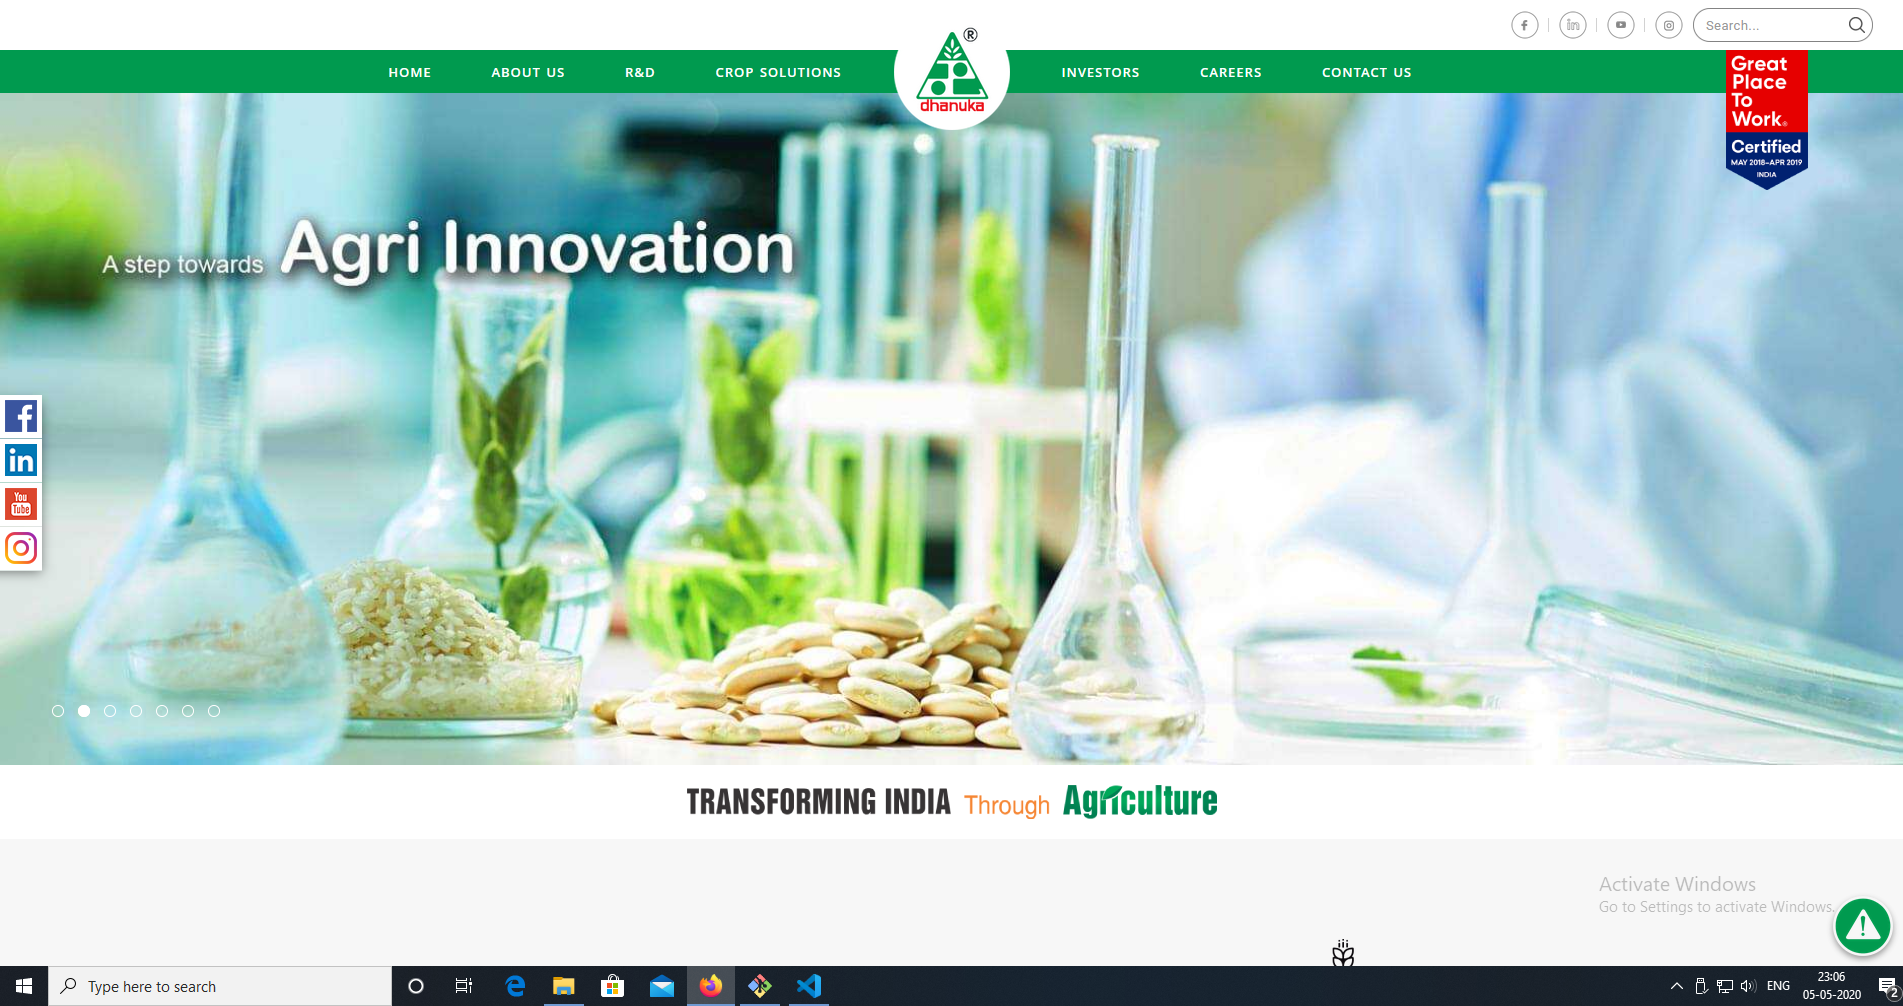 Search...
HOME
ABOUT US
R&D
CROP SOLUTIONS
®
dhanuka
INVESTORS
CAREERS
CONTACT US
Great
Place
To
Work®
Certified
MAY 2018-APR 2019
INDIA
A step towards Agri Innovation
in
You
Tube
TRANSFORMING INDIA Through Agriculture
Activate Windows
Go to Settings to activate Windows.
Type here to search
ENG
23:06
05-05-2020
2